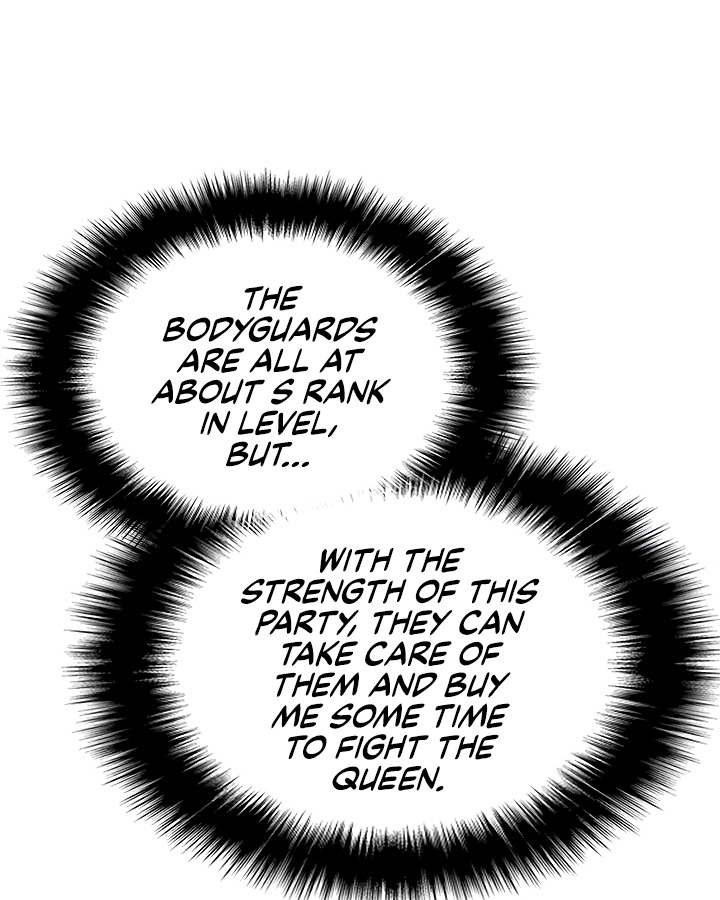 THE
BODYGUARDS
ARE ALL AT
ABOUT S RANK
IN LEVEL,
BUT...
WITH THE
STRENGTH OF THIS
PARTY, THEY CAN
TAKE CARE OF
THEM AND BUY
ME SOME TIME
TO FIGHT THE
QUEEN.